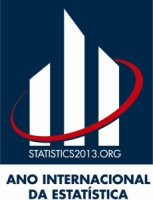 STATISTICS2013.ORG
ANO INTERNACIONAL
DA ESTATÍSTICA